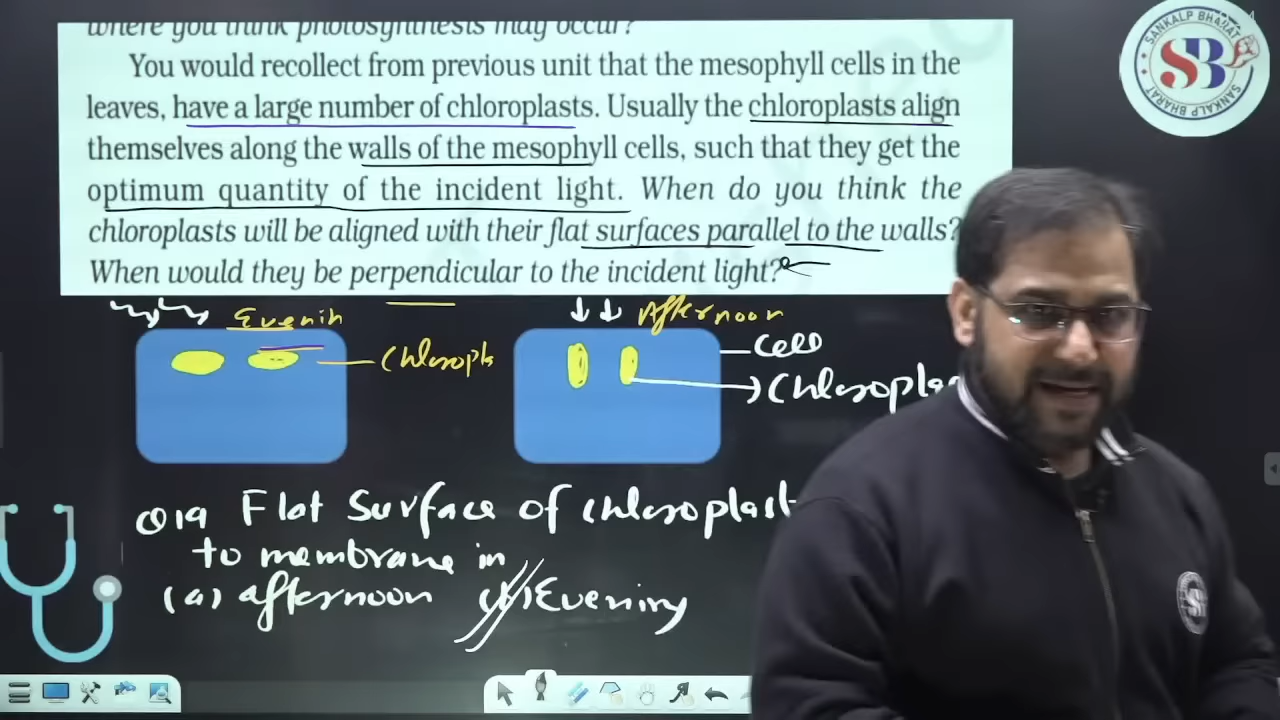 where you think photosynthesis may occur?
You would recollect from previous unit that the mesophyll cells in the
leaves, have a large number of chloroplasts. Usually the chloroplasts align
themselves along the walls of the mesophyll cells, such that they get the
optimum quantity of the incident light. When do you think the
chloroplasts will be aligned with their flat surfaces parallel to the walls?
When would they be perpendicular to the incident light?
Evenin
Chloropls
Afternoon
Cell
Chloropla
Q19 Flat Surface of chloroplast
to membrane in
(a) afternoon (b) Evening
SANKALP BHARAT
SB
SANKALP BHARAT